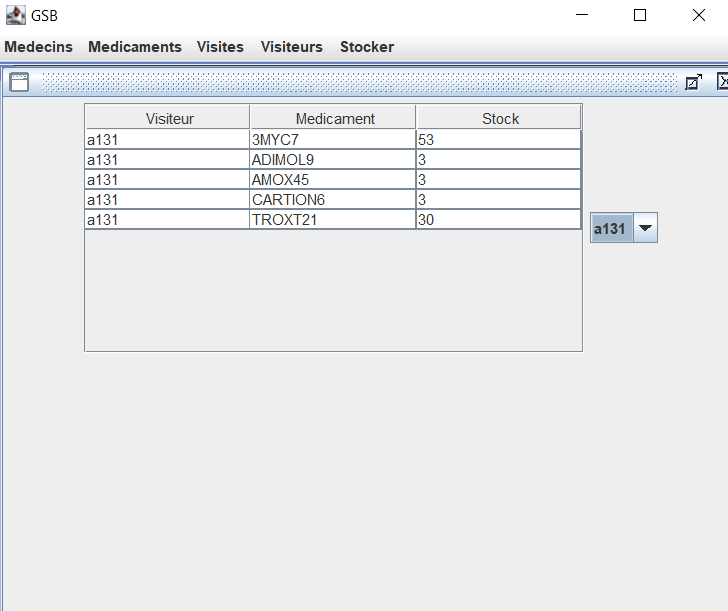 GSB
Medecins Medicaments Visites Visiteurs Stocker
Visiteur Medicament Stock
a131 3MYC7 53
a131 ADIMOL9 3
a131 AMOX45 3
a131 CARTION6 3
a131 TROXT21 30
a131